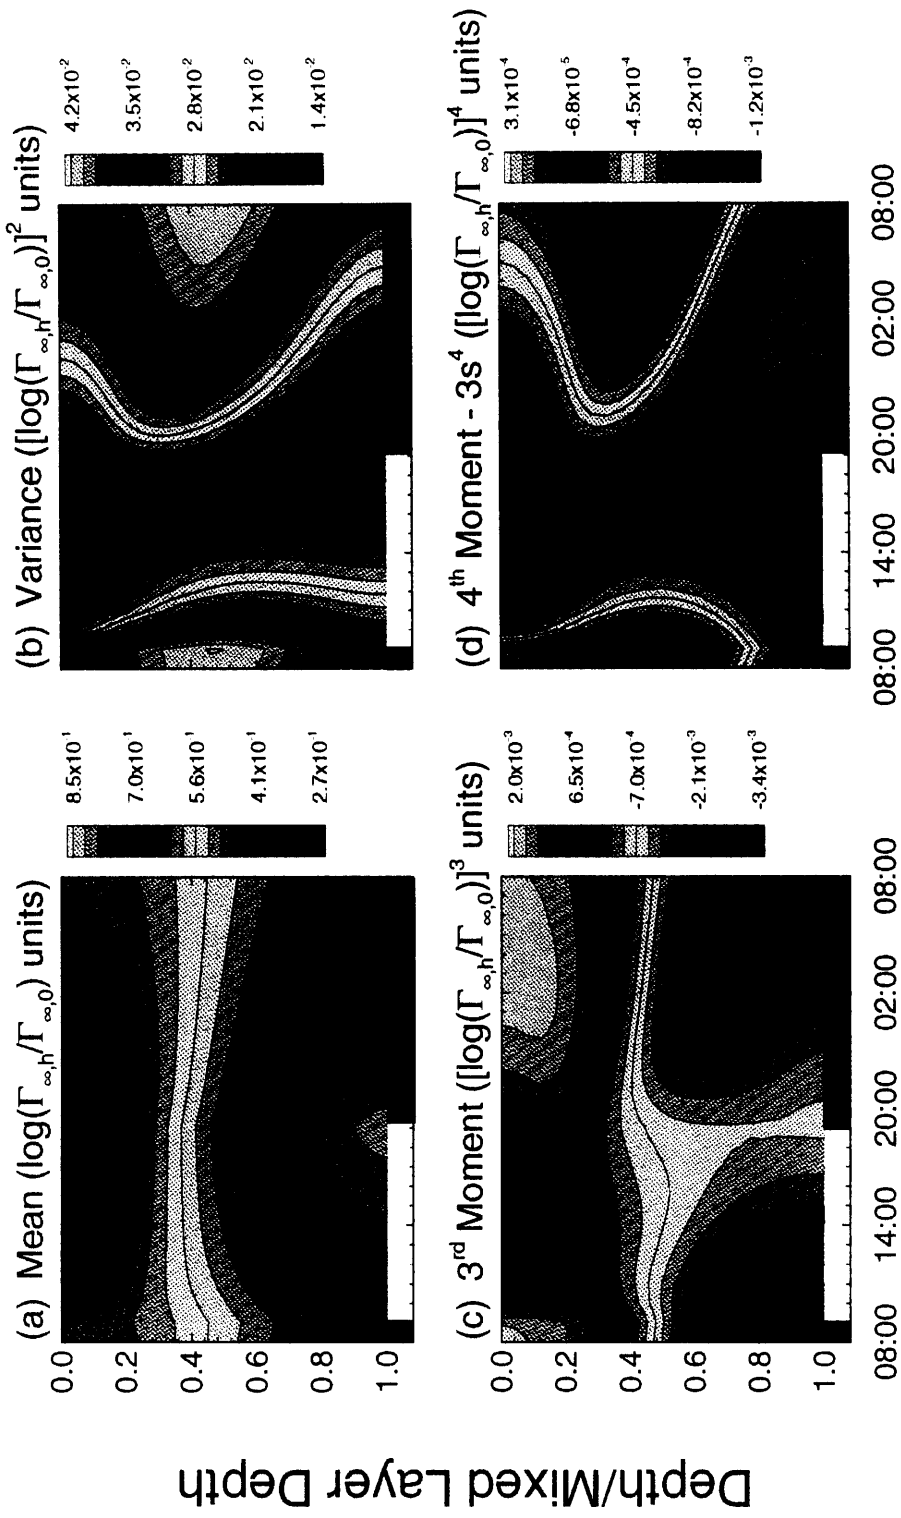 (a) Mean (log(Γ∞,h/Γ∞,0) units)
8.5x10⁻¹
7.0x10⁻¹
5.6x10⁻¹
4.1x10⁻¹
2.7x10⁻¹
0.0
0.2
0.4
0.6
0.8
1.0
(b) Variance ([log(Γ∞,h/Γ∞,0)]² units)
4.2x10⁻²
3.5x10⁻²
2.8x10⁻²
2.1x10⁻²
1.4x10⁻²
(c) 3rd Moment ([log(Γ∞,h/Γ∞,0)]³ units)
2.0x10⁻³
6.5x10⁻⁴
-7.0x10⁻⁴
-2.1x10⁻³
-3.4x10⁻³
0.0
0.2
0.4
0.6
0.8
1.0
08:00 14:00 20:00 02:00 08:00
(d) 4th Moment - 3s⁴ ([log(Γ∞,h/Γ∞,0)]⁴ units)
3.1x10⁻⁴
-6.8x10⁻⁵
-4.5x10⁻⁴
-8.2x10⁻⁴
-1.2x10⁻³
08:00 14:00 20:00 02:00 08:00
Depth/Mixed Layer Depth